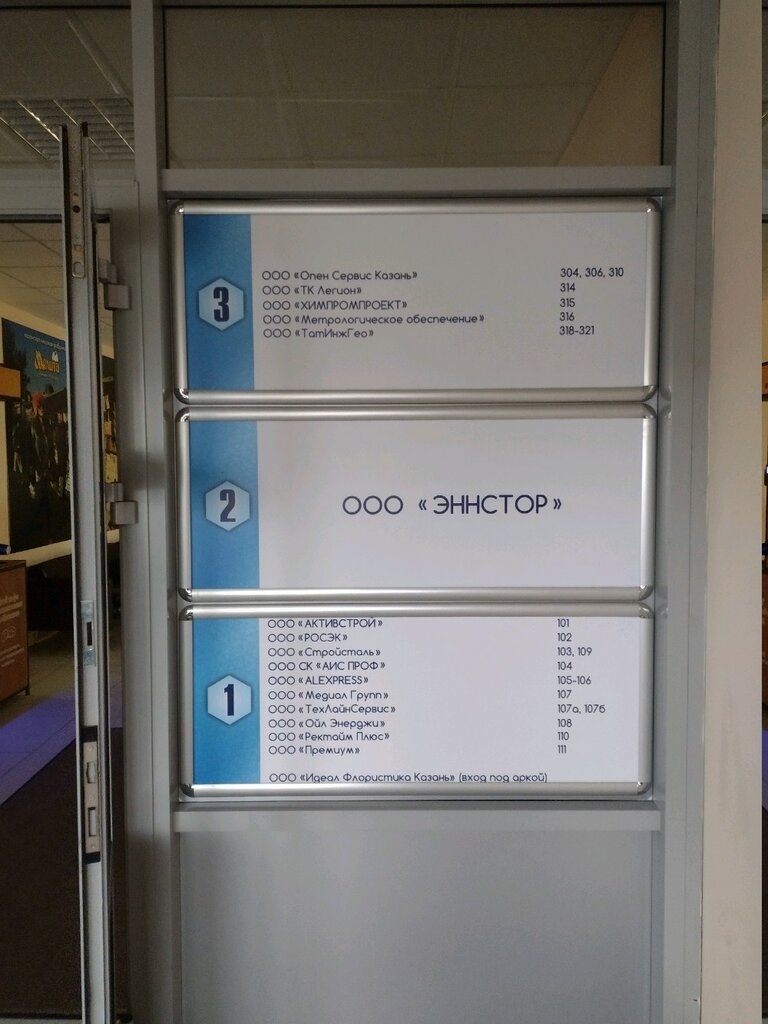 3
ООО «Опен Сервис Казань» 304, 306, 310
ООО «ТК Легион» 314
ООО «ХИМПРОМПРОЕКТ» 315
ООО «Метрологическое обеспечение» 316
ООО «ТатИнжГео» 318-321
2
ООО «ЭННСТОР»
1
ООО «АКТИВСТРОЙ» 101
ООО «РОСЭК» 102
ООО «Стройсталь» 103, 109
ООО СК «АИС ПРОФ» 104
ООО «ALEXPRESS» 105-106
ООО «Медиал Групп» 107
ООО «ТехЛайнСервис» 107а, 107б
ООО «Ойл Энерджи» 108
ООО «Ректайм Плюс» 110
ООО «Премиум» 111
ООО «Идеал Флористика Казань» (вход под аркой)